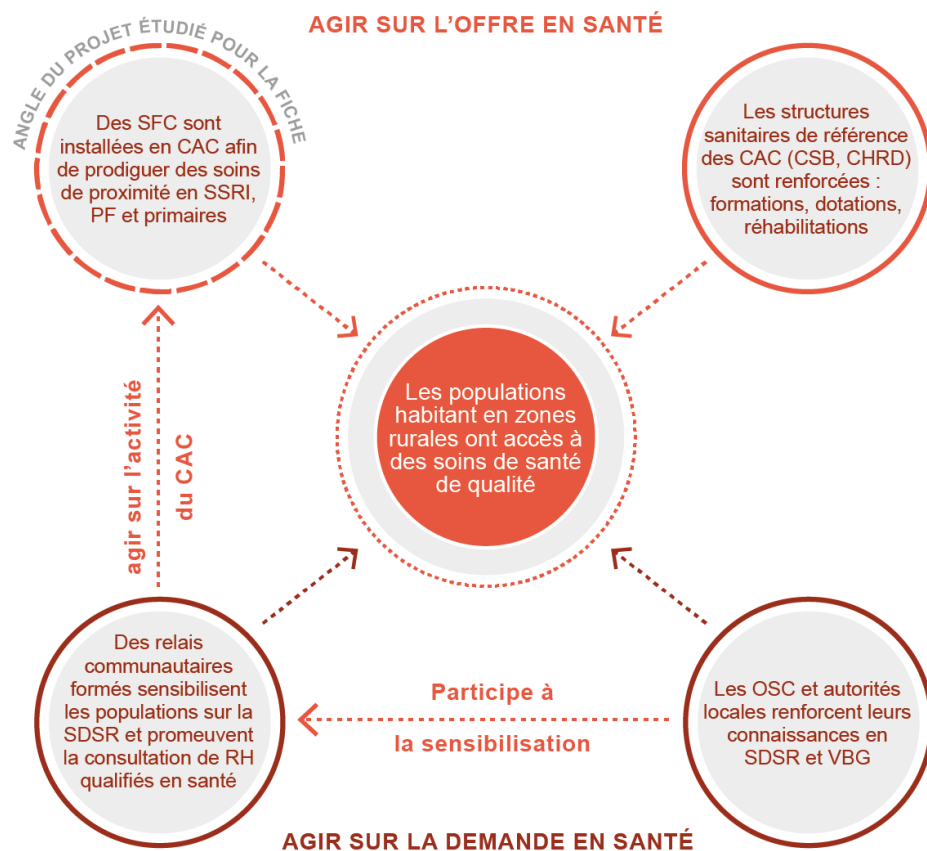 AGIR SUR L’OFFRE EN SANTÉ
ANGLE DU PROJET ÉTUDIÉ POUR LA FICHE
Des SFC sont
installées en CAC afin
de prodiguer des soins
de proximité en SSRI,
PF et primaires
Les structures
sanitaires de référence
des CAC (CSB, CHRD)
sont renforcées :
formations, dotations,
réhabilitations
Les populations
habitant en zones
rurales ont accès à
des soins de santé
de qualité
agir sur l’activité
du CAC
Des relais
communautaires
formés sensibilisent
les populations sur la
SDSR et promeuvent
la consultation de RH
qualifiés en santé
Participe à
la sensibilisation
Les OSC et autorités
locales renforcent leurs
connaissances en
SDSR et VBG
AGIR SUR LA DEMANDE EN SANTÉ